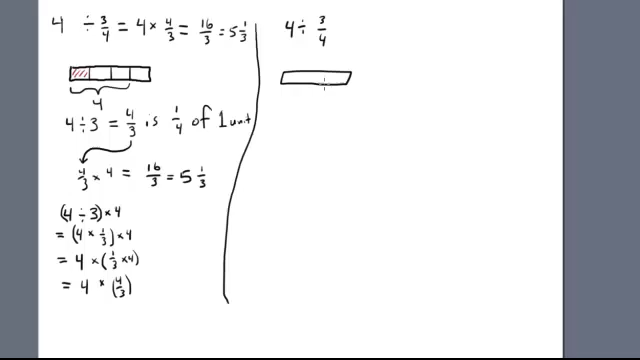 4 ÷ 3/4 = 4 × 4/3 = 16/3 = 5 1/3
4
4 ÷ 3 = 4/3 is 1/4 of 1 unit
4/3 × 4 = 16/3 = 5 1/3
(4 ÷ 3) × 4
= (4 × 1/3) × 4
= 4 × (1/3 × 4)
= 4 × (4/3)
4 ÷ 3/4